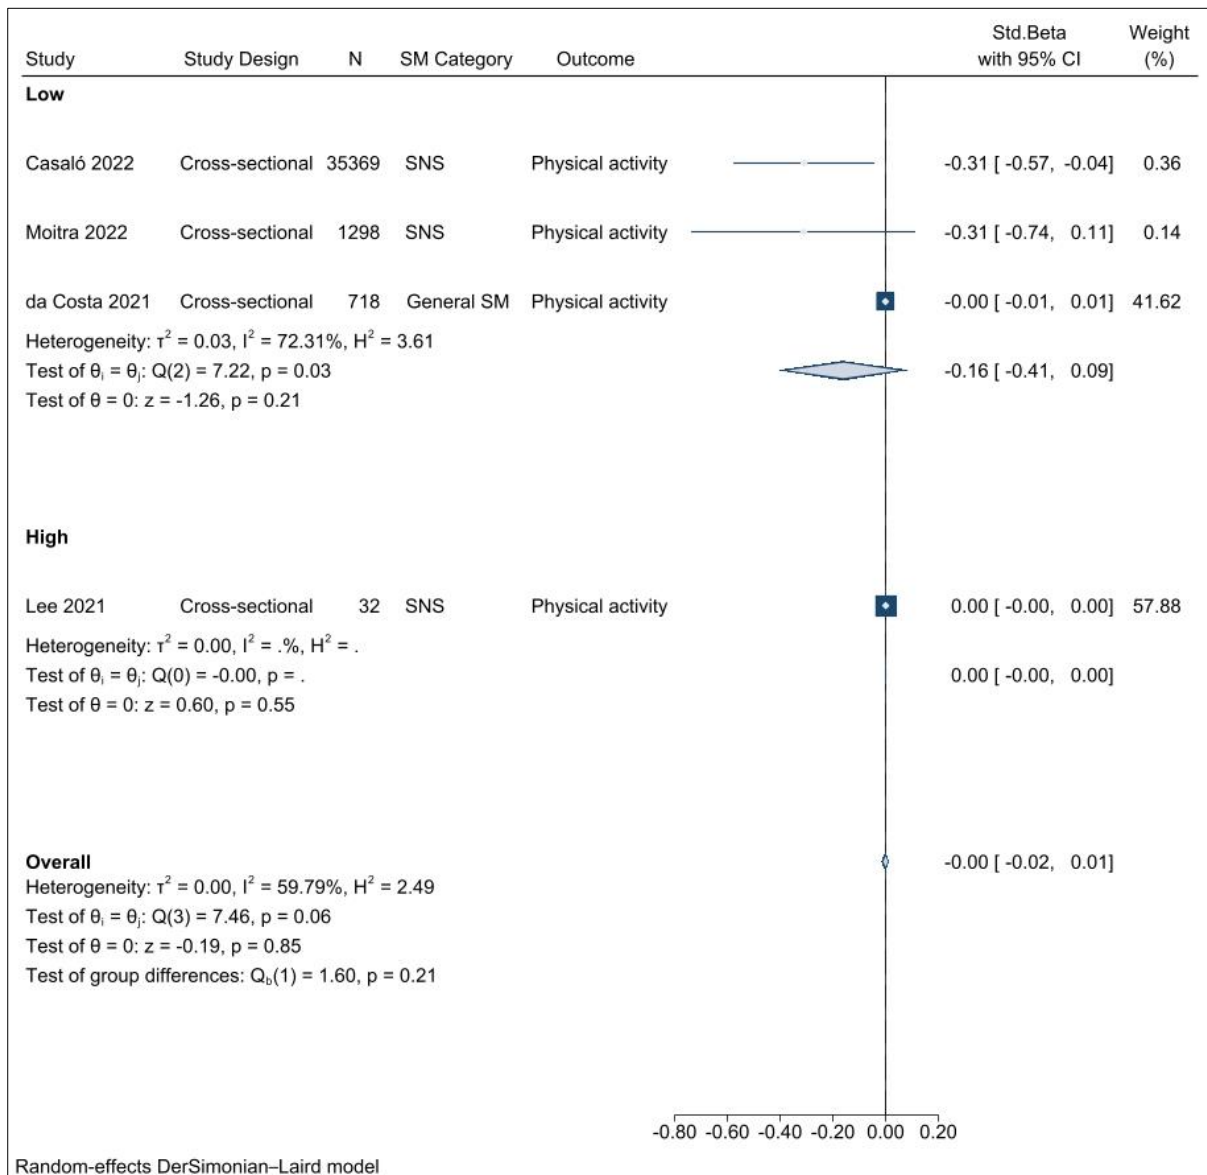 Std.Beta Weight
Study Study Design N SM Category Outcome with 95% CI (%)
Low
Casaló 2022 Cross-sectional 35369 SNS Physical activity -0.31 [ -0.57, -0.04] 0.36
Moitra 2022 Cross-sectional 1298 SNS Physical activity -0.31 [ -0.74, 0.11] 0.14
da Costa 2021 Cross-sectional 718 General SM Physical activity -0.00 [ -0.01, 0.01] 41.62
Heterogeneity: τ² = 0.03, I² = 72.31%, H² = 3.61
Test of θᵢ = θⱼ: Q(2) = 7.22, p = 0.03 -0.16 [ -0.41, 0.09]
Test of θ = 0: z = -1.26, p = 0.21
High
Lee 2021 Cross-sectional 32 SNS Physical activity 0.00 [ -0.00, 0.00] 57.88
Heterogeneity: τ² = 0.00, I² = .%, H² = .
Test of θᵢ = θⱼ: Q(0) = -0.00, p = . 0.00 [ -0.00, 0.00]
Test of θ = 0: z = 0.60, p = 0.55
Overall -0.00 [ -0.02, 0.01]
Heterogeneity: τ² = 0.00, I² = 59.79%, H² = 2.49
Test of θᵢ = θⱼ: Q(3) = 7.46, p = 0.06
Test of θ = 0: z = -0.19, p = 0.85
Test of group differences: Q_b(1) = 1.60, p = 0.21
-0.80 -0.60 -0.40 -0.20 0.00 0.20
Random-effects DerSimonian–Laird model